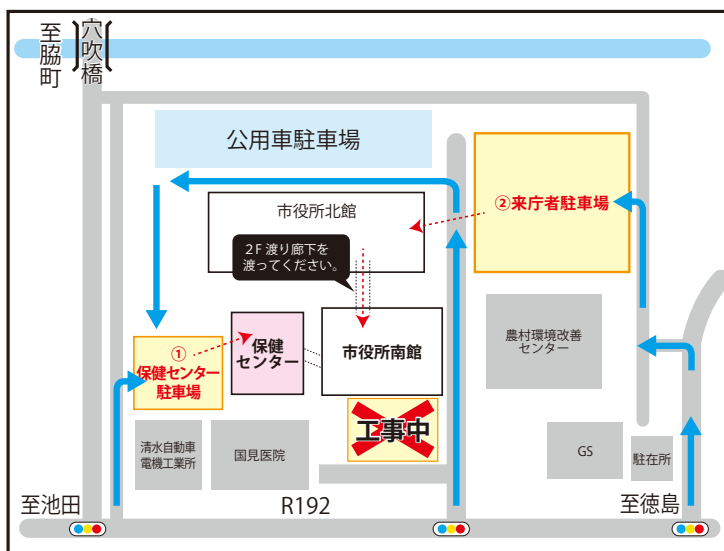 至脇町
穴吹橋
公用車駐車場
市役所北館
②来庁者駐車場
2F渡り廊下を
渡ってください。
①
保健センター
駐車場
保健
センター
市役所南館
農村環境改善
センター
工事中
清水自動車
電機工業所
国見医院
GS
駐在所
至池田
R192
至徳島